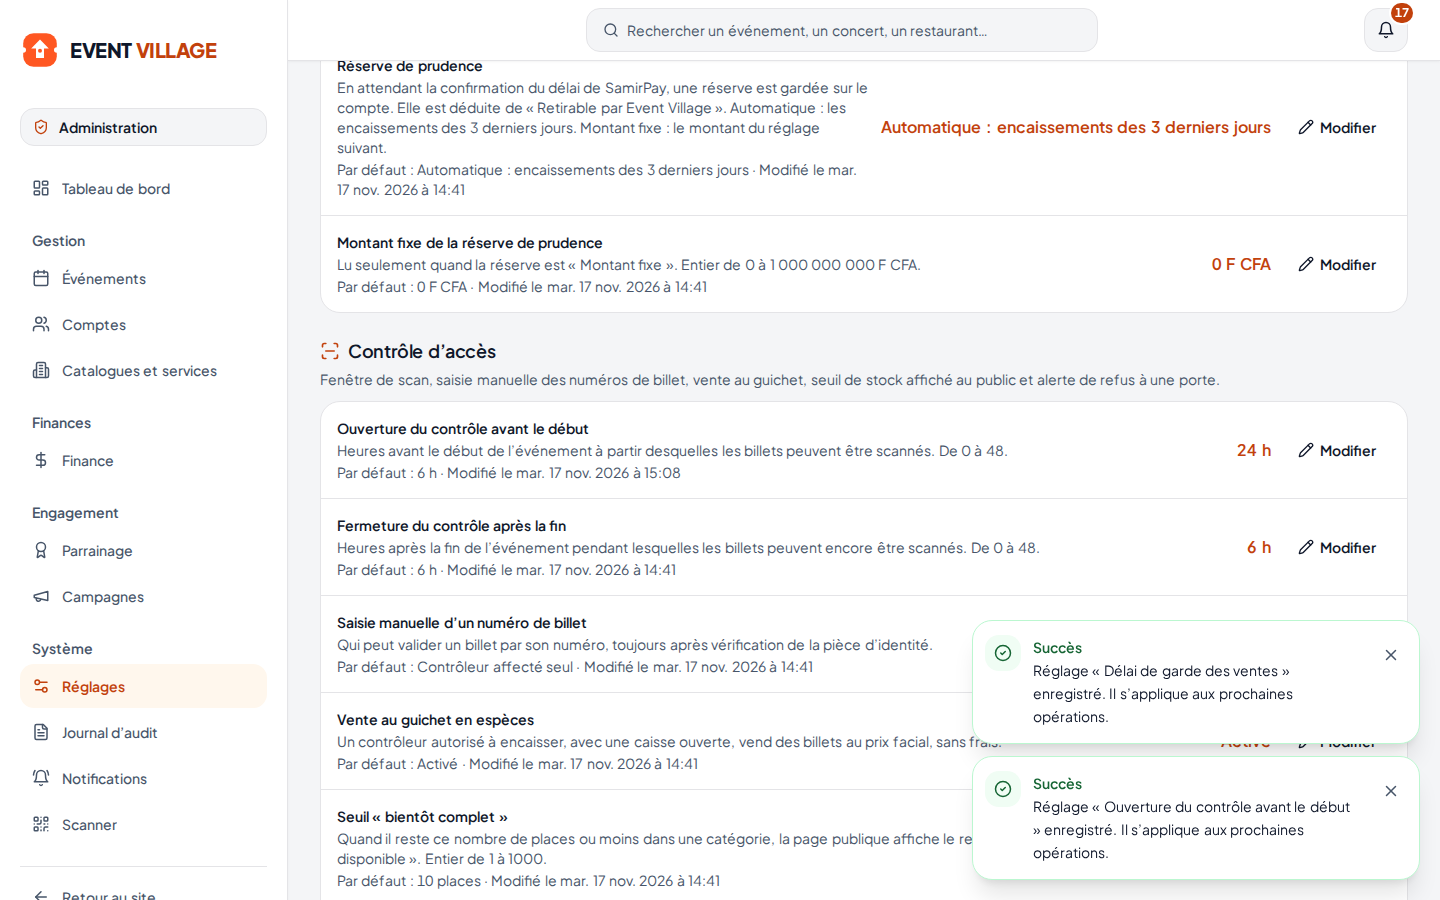 EVENT VILLAGE
Rechercher un événement, un concert, un restaurant…
17
Administration
Tableau de bord
Gestion
Événements
Comptes
Catalogues et services
Finances
Finance
Engagement
Parrainage
Campagnes
Système
Réglages
Journal d’audit
Notifications
Scanner
Retour au site
Réserve de prudence
En attendant la confirmation du délai de SamirPay, une réserve est gardée sur le
compte. Elle est déduite de « Retirable par Event Village ». Automatique : les
encaissements des 3 derniers jours. Montant fixe : le montant du réglage
suivant.
Par défaut : Automatique : encaissements des 3 derniers jours · Modifié le mar.
17 nov. 2026 à 14:41
Automatique : encaissements des 3 derniers jours
Modifier
Montant fixe de la réserve de prudence
Lu seulement quand la réserve est « Montant fixe ». Entier de 0 à 1 000 000 000 F CFA.
Par défaut : 0 F CFA · Modifié le mar. 17 nov. 2026 à 14:41
0 F CFA
Modifier
Contrôle d’accès
Fenêtre de scan, saisie manuelle des numéros de billet, vente au guichet, seuil de stock affiché au public et alerte de refus à une porte.
Ouverture du contrôle avant le début
Heures avant le début de l’événement à partir desquelles les billets peuvent être scannés. De 0 à 48.
Par défaut : 6 h · Modifié le mar. 17 nov. 2026 à 15:08
24 h
Modifier
Fermeture du contrôle après la fin
Heures après la fin de l’événement pendant lesquelles les billets peuvent encore être scannés. De 0 à 48.
Par défaut : 6 h · Modifié le mar. 17 nov. 2026 à 14:41
6 h
Modifier
Saisie manuelle d’un numéro de billet
Qui peut valider un billet par son numéro, toujours après vérification de la pièce d’identité.
Par défaut : Contrôleur affecté seul · Modifié le mar. 17 nov. 2026 à 14:41
Vente au guichet en espèces
Un contrôleur autorisé à encaisser, avec une caisse ouverte, vend des billets au prix facial, sans frais.
Par défaut : Activé · Modifié le mar. 17 nov. 2026 à 14:41
Activé
Modifier
Seuil « bientôt complet »
Quand il reste ce nombre de places ou moins dans une catégorie, la page publique affiche le
disponible ». Entier de 1 à 1000.
Par défaut : 10 places · Modifié le mar. 17 nov. 2026 à 14:41
Succès
Réglage « Délai de garde des ventes »
enregistré. Il s’applique aux prochaines
opérations.
Succès
Réglage « Ouverture du contrôle avant le début
» enregistré. Il s’applique aux prochaines
opérations.